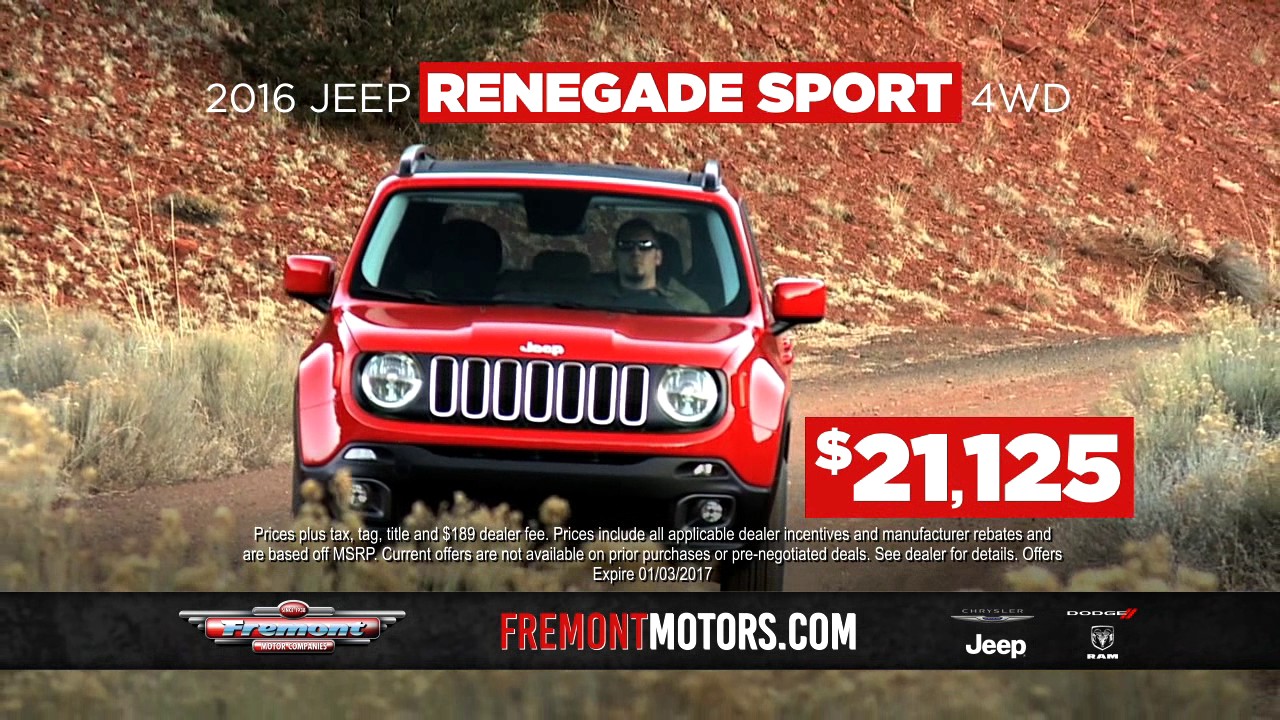 2016 JEEP RENEGADE SPORT 4WD
Jeep
$21,125
Prices plus tax, tag, title and $189 dealer fee. Prices include all applicable dealer incentives and manufacturer rebates and
are based off MSRP. Current offers are not available on prior purchases or pre-negotiated deals. See dealer for details. Offers
Expire 01/03/2017
SINCE 1938
Fremont
MOTOR COMPANIES
FREMONTMOTORS.COM
CHRYSLER
DODGE
Jeep
RAM